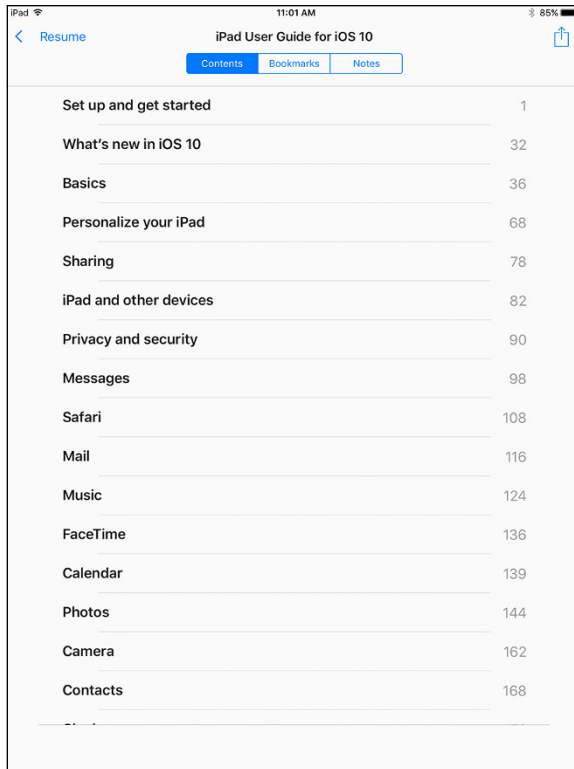 iPad 11:01 AM 85%
Resume iPad User Guide for iOS 10
Contents Bookmarks Notes
Set up and get started 1
What's new in iOS 10 32
Basics 36
Personalize your iPad 68
Sharing 78
iPad and other devices 82
Privacy and security 90
Messages 98
Safari 108
Mail 116
Music 124
FaceTime 136
Calendar 139
Photos 144
Camera 162
Contacts 168